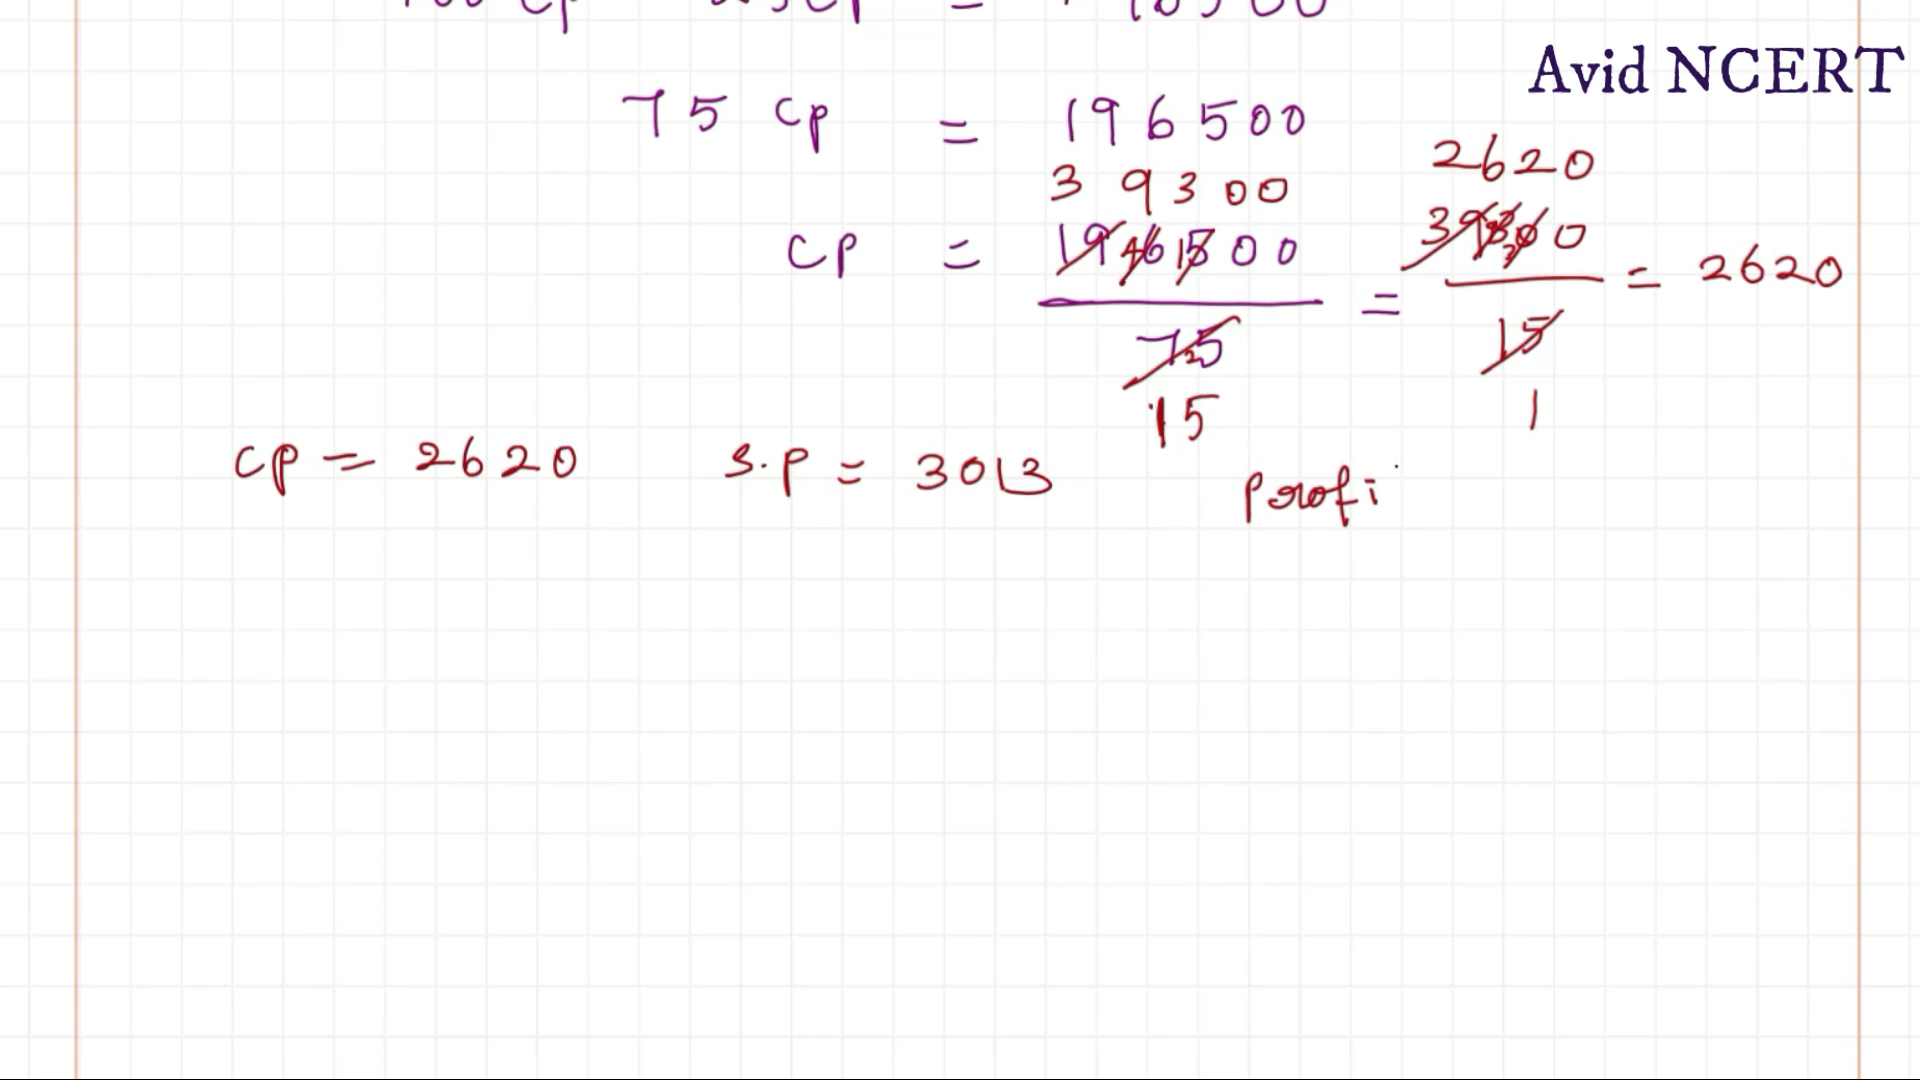 Avid NCERT
75 CP = 196500
39300 2620
CP = 196500 / 75 = 39300 / 15 = 2620
15 1
CP = 2620 S.P = 3013 Profi